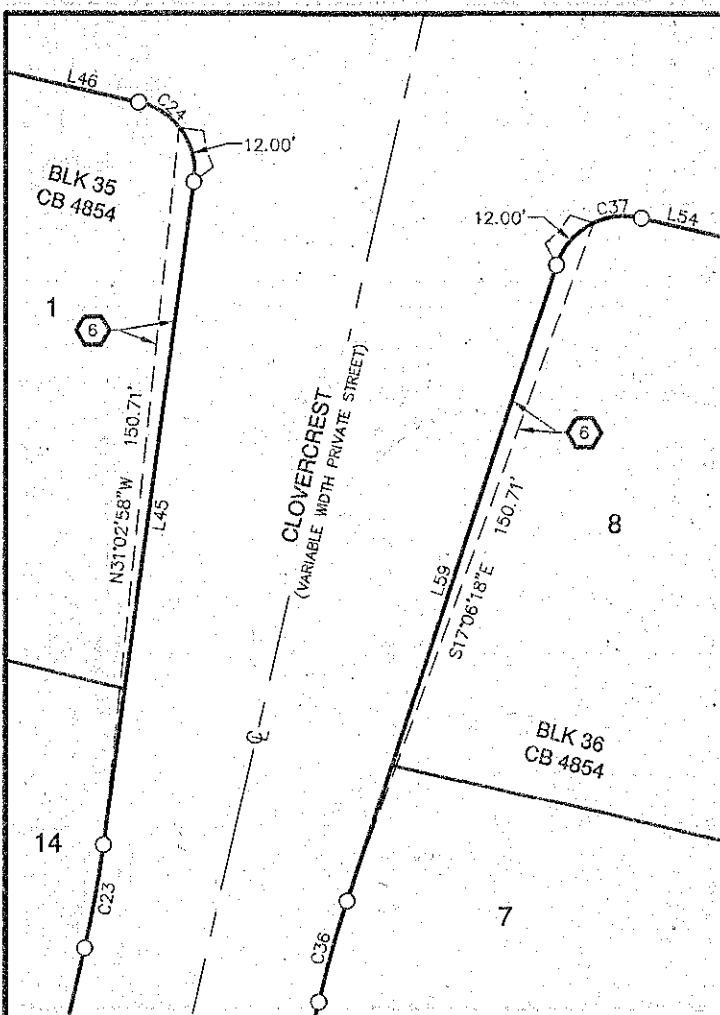 L46
C24
12.00'
BLK 35
CB 4854
1
6
N31°02'58"W 150.71'
L45
14
C23
CLOVERCREST
(VARIABLE WIDTH PRIVATE STREET)
℄
12.00'
C37
L54
6
8
L59
S17°06'18"E 150.71'
BLK 36
CB 4854
7
C36